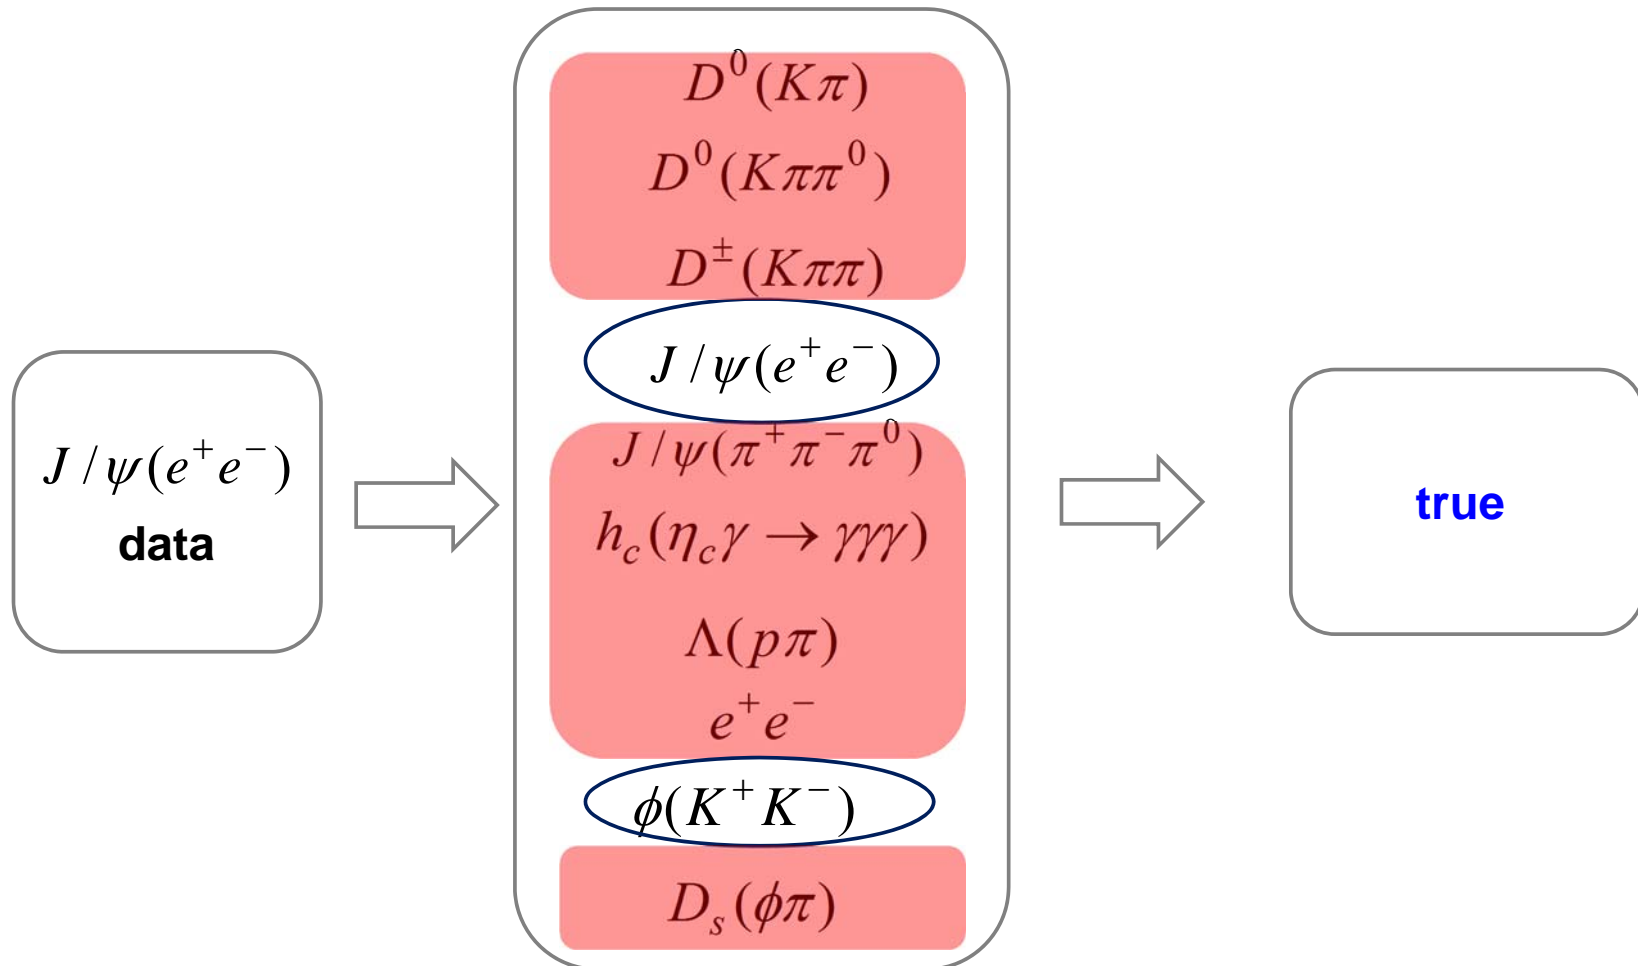 D⁰(Kπ)
D⁰(Kππ⁰)
D±(Kππ)
J/ψ(e⁺e⁻)
J/ψ(π⁺π⁻π⁰)
h_c(η_cγ → γγγ)
Λ(pπ)
e⁺e⁻
ϕ(K⁺K⁻)
D_s(ϕπ)
J/ψ(e⁺e⁻)
data
true